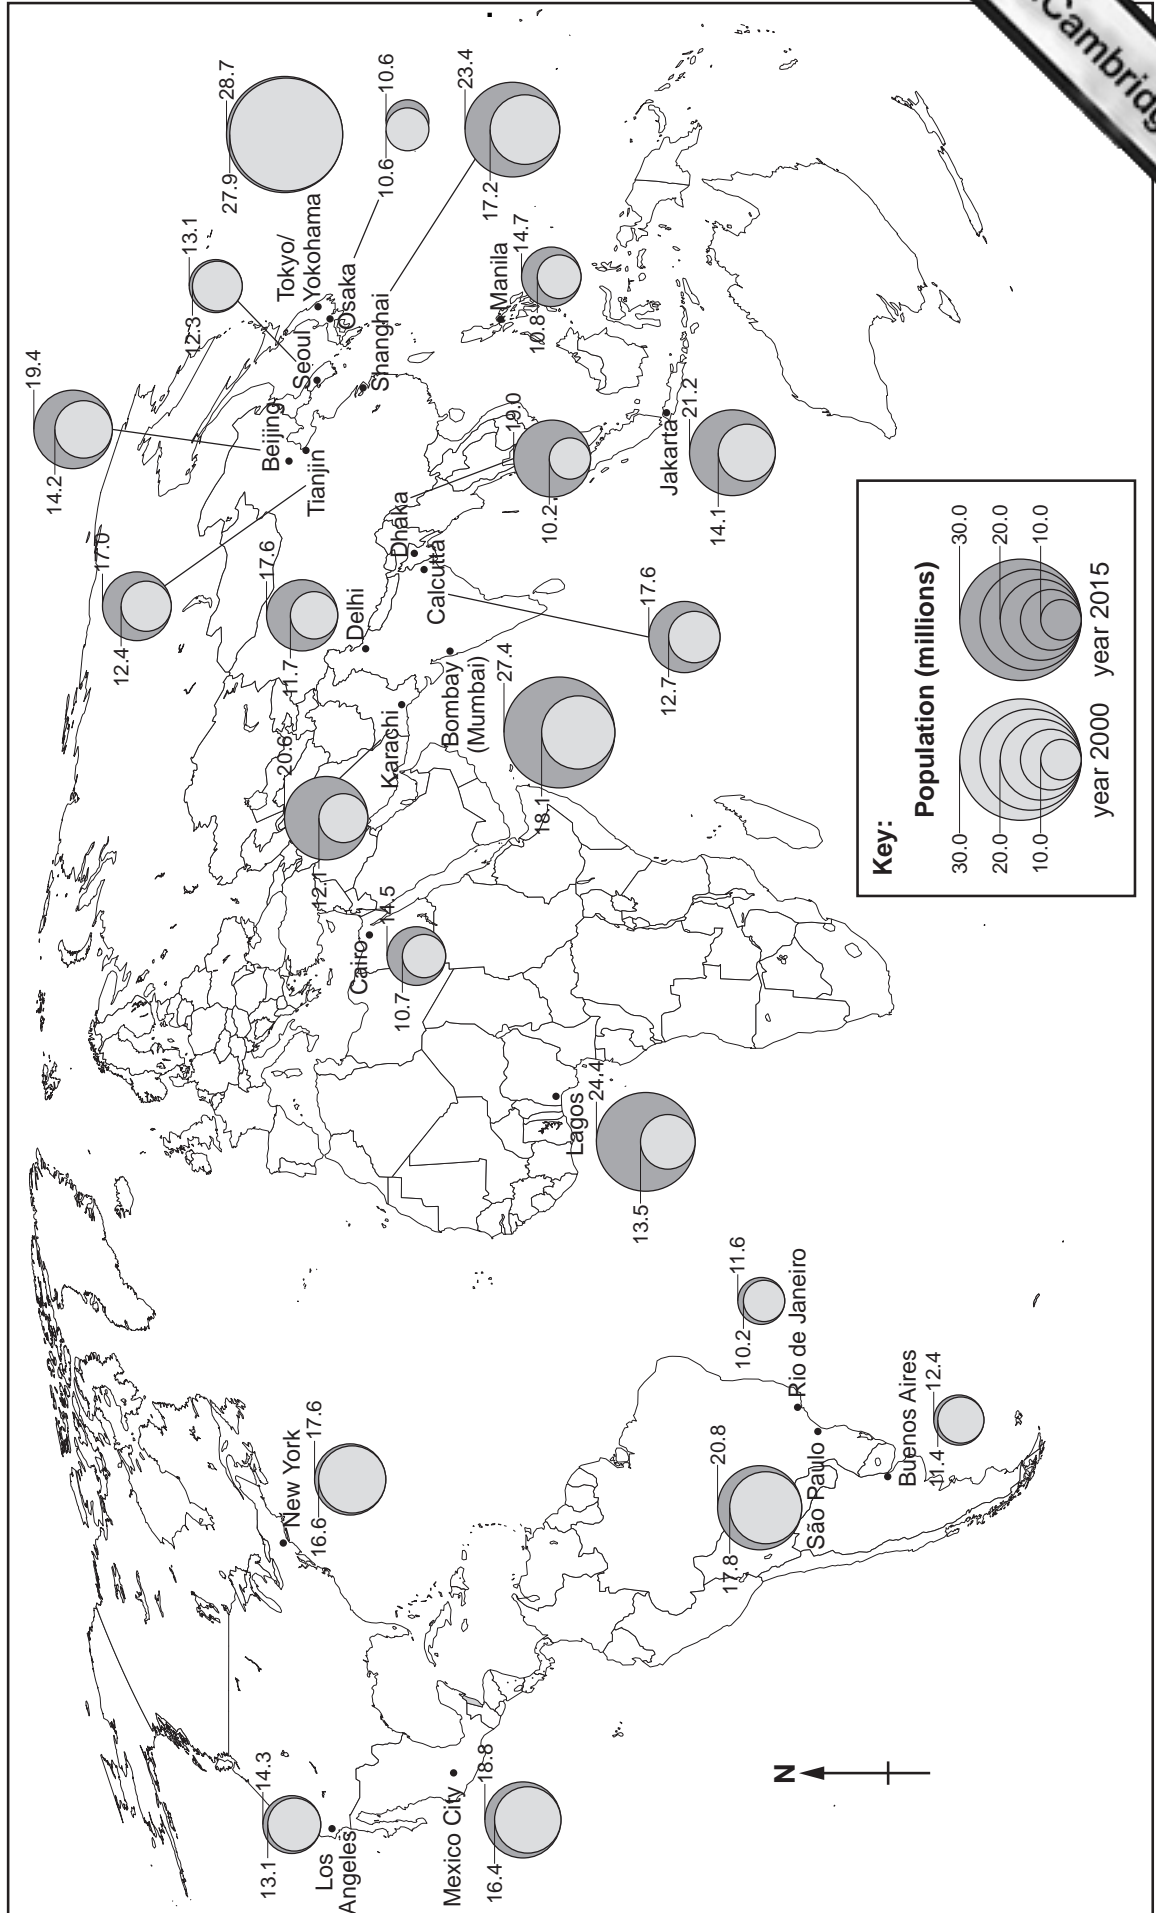 /Cambridg
19.4
14.2
Beijing
17.0
12.4
Tianjin
13.1
12.3
Seoul
28.7
27.9
Tokyo/
Yokohama
10.6
10.6
Osaka
23.4
17.2
Shanghai
14.7
10.8
Manila
19.0
10.2
Dhaka
21.2
14.1
Jakarta
17.6
11.7
Delhi
17.6
12.7
Calcutta
27.4
18.1
Bombay
(Mumbai)
20.6
12.1
Karachi
14.5
10.7
Cairo
24.4
13.5
Lagos
11.6
10.2
Rio de Janeiro
20.8
17.8
São Paulo
12.4
11.4
Buenos Aires
17.6
16.6
New York
14.3
13.1
Los
Angeles
18.8
16.4
Mexico City
N
Key:
Population (millions)
30.0
20.0
10.0
year 2000
30.0
20.0
10.0
year 2015